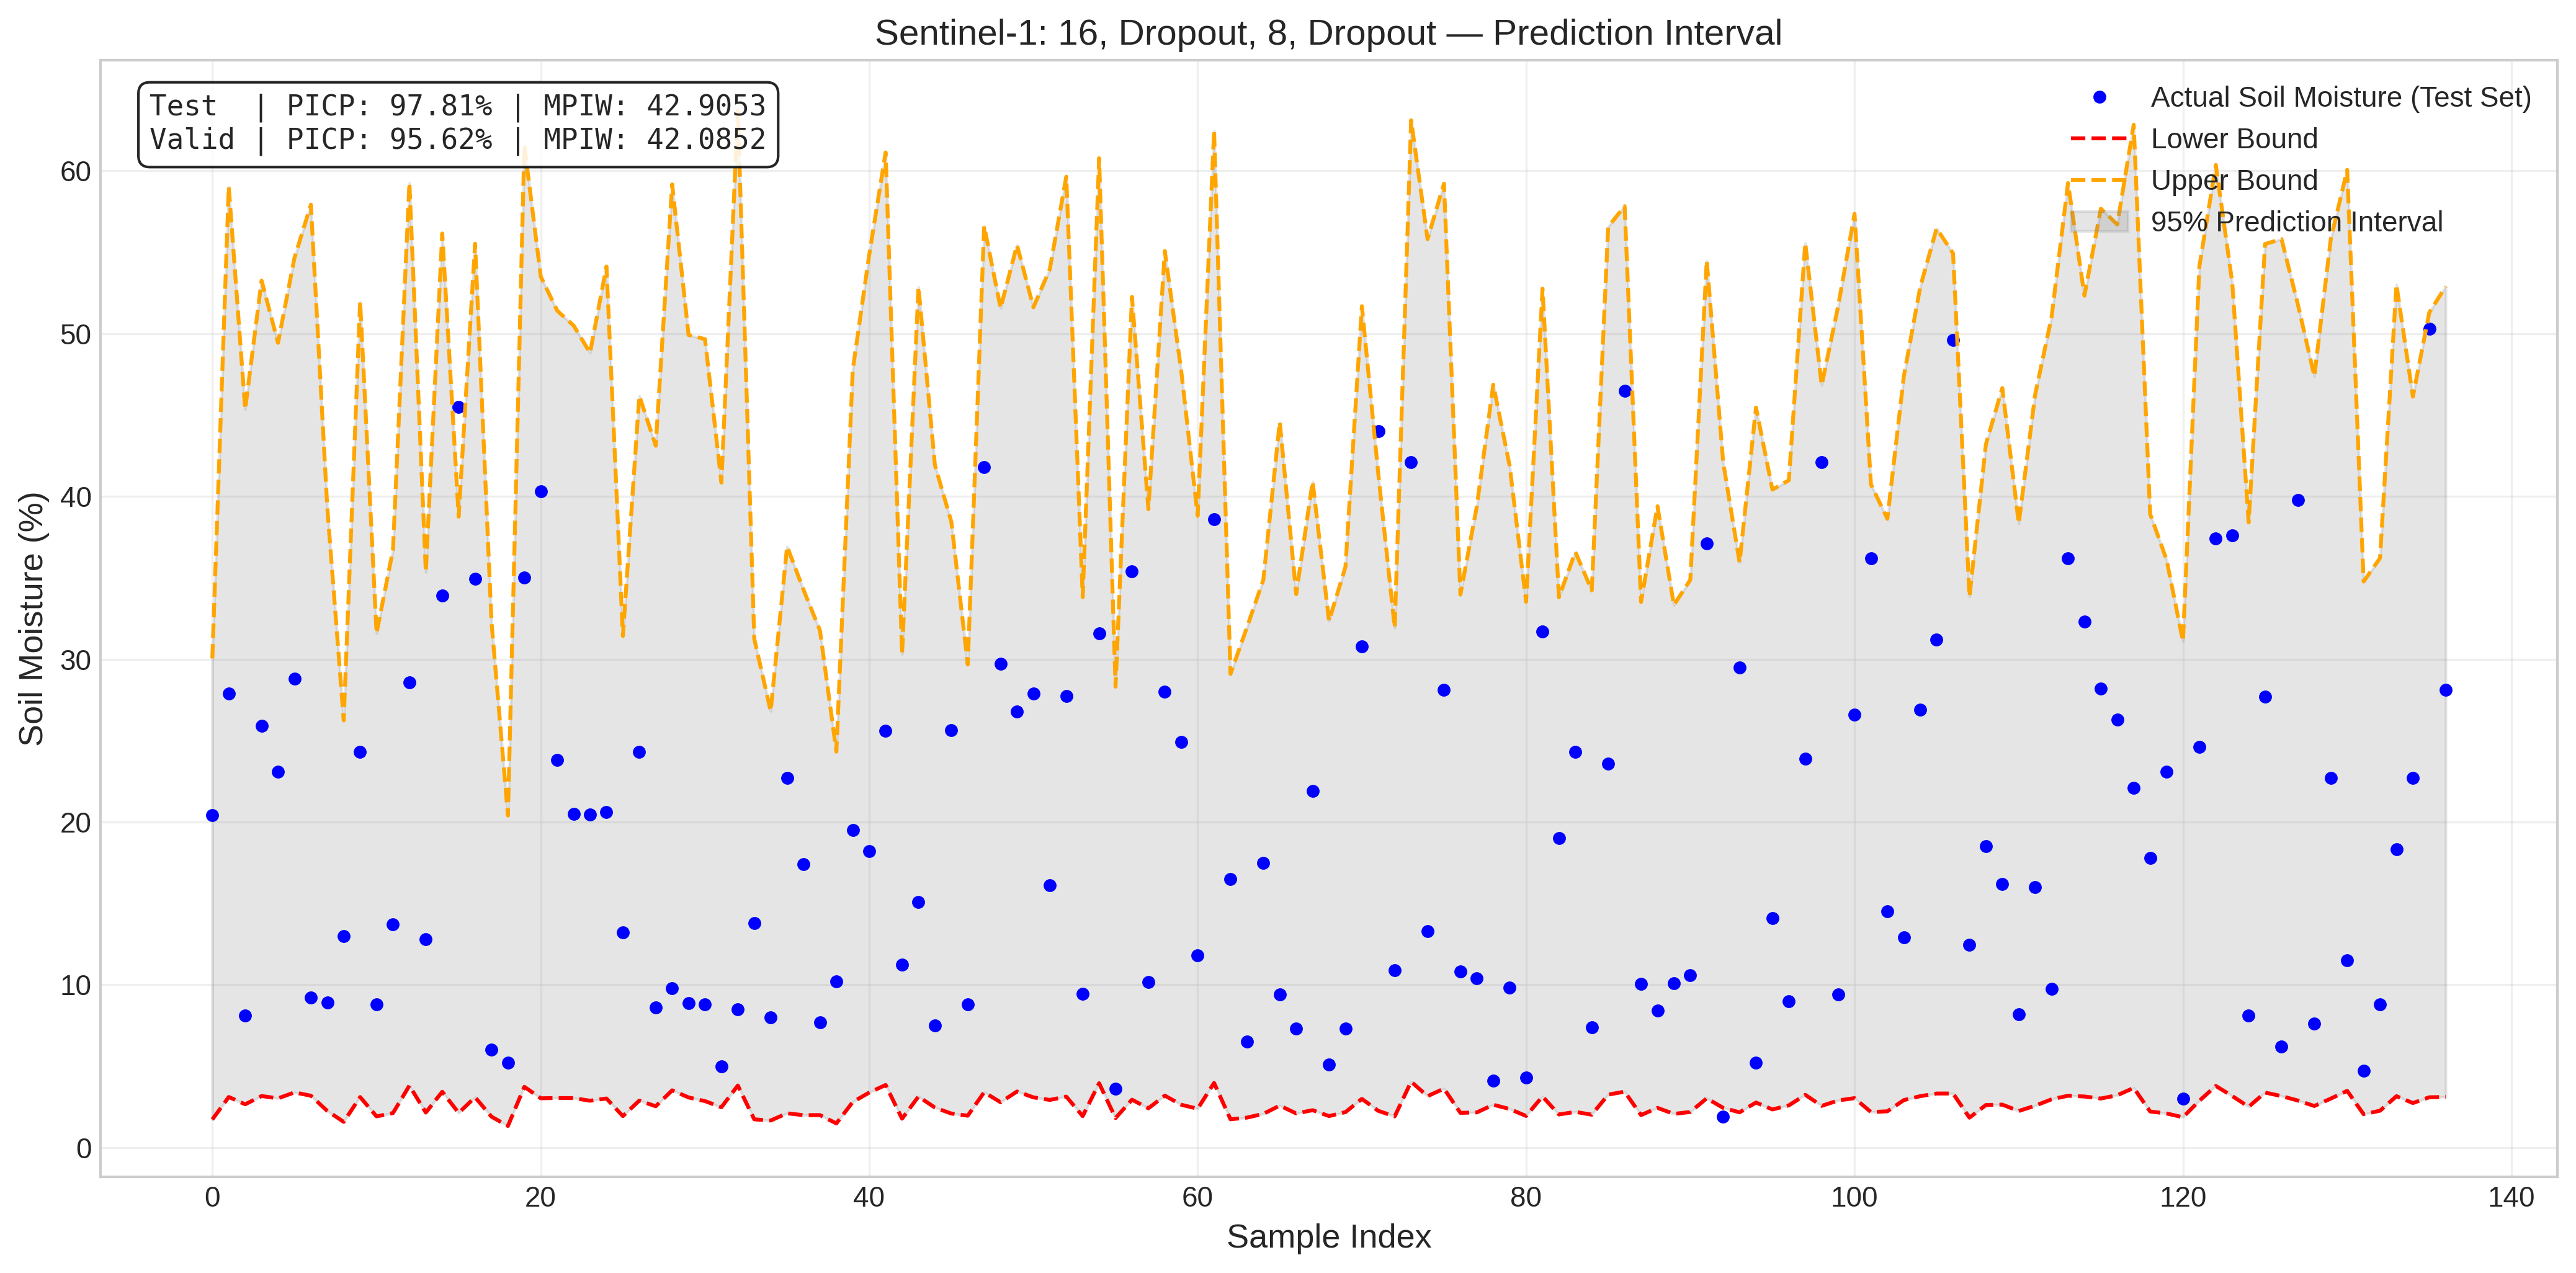 Sentinel-1: 16, Dropout, 8, Dropout — Prediction Interval
Test  | PICP: 97.81% | MPIW: 42.9053
Valid | PICP: 95.62% | MPIW: 42.0852
Actual Soil Moisture (Test Set)
Lower Bound
Upper Bound
95% Prediction Interval
Soil Moisture (%)
60
50
40
30
20
10
0
0 20 40 60 80 100 120 140
Sample Index